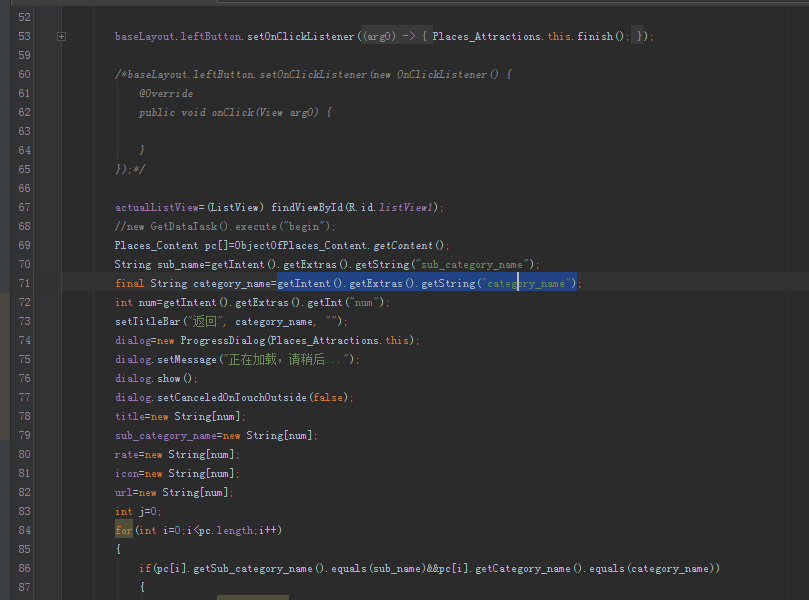 52
53 baseLayout.leftButton.setOnClickListener((arg0) -> { Places_Attractions.this.finish(); });
59
60 /*baseLayout.leftButton.setOnClickListener(new OnClickListener() {
61 @Override
62 public void onClick(View arg0) {
63
64 }
65 });*/
66
67 actualListView=(ListView) findViewById(R.id.listView1);
68 //new GetDataTask().execute("begin");
69 Places_Content pc[]=ObjectOfPlaces_Content.getContent();
70 String sub_name=getIntent().getExtras().getString("sub_category_name");
71 final String category_name=getIntent().getExtras().getString("category_name");
72 int num=getIntent().getExtras().getInt("num");
73 setTitleBar("返回", category_name, "");
74 dialog=new ProgressDialog(Places_Attractions.this);
75 dialog.setMessage("正在加载，请稍后...");
76 dialog.show();
77 dialog.setCanceledOnTouchOutside(false);
78 title=new String[num];
79 sub_category_name=new String[num];
80 rate=new String[num];
81 icon=new String[num];
82 url=new String[num];
83 int j=0;
84 for(int i=0;i<pc.length;i++)
85 {
86 if(pc[i].getSub_category_name().equals(sub_name)&&pc[i].getCategory_name().equals(category_name))
87 {